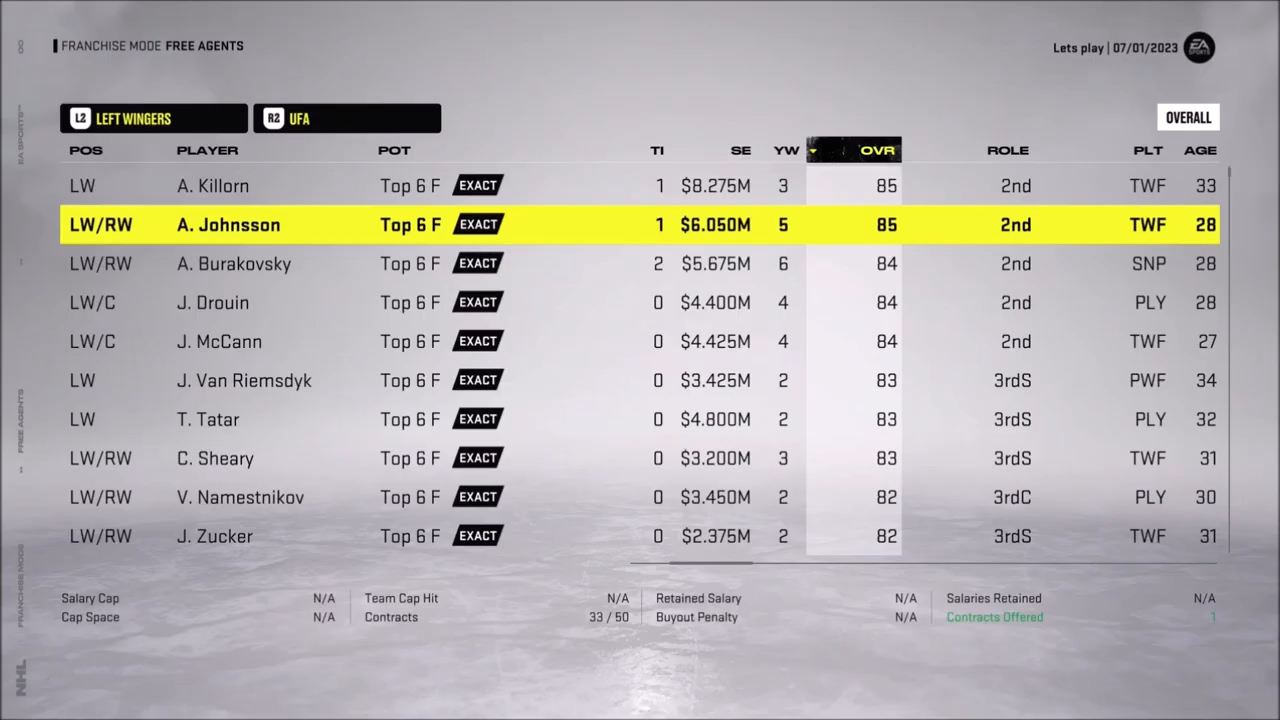 FRANCHISE MODE FREE AGENTS
Lets play | 07/01/2023 EA SPORTS
L2 LEFT WINGERS R2 UFA OVERALL
POS PLAYER POT TI SE YW OVR ROLE PLT AGE
LW A. Killorn Top 6 F EXACT 1 $8.275M 3 85 2nd TWF 33
LW/RW A. Johnsson Top 6 F EXACT 1 $6.050M 5 85 2nd TWF 28
LW/RW A. Burakovsky Top 6 F EXACT 2 $5.675M 6 84 2nd SNP 28
LW/C J. Drouin Top 6 F EXACT 0 $4.400M 4 84 2nd PLY 28
LW/C J. McCann Top 6 F EXACT 0 $4.425M 4 84 2nd TWF 27
LW J. Van Riemsdyk Top 6 F EXACT 0 $3.425M 2 83 3rdS PWF 34
LW T. Tatar Top 6 F EXACT 0 $4.800M 2 83 3rdS PLY 32
LW/RW C. Sheary Top 6 F EXACT 0 $3.200M 3 83 3rdS TWF 31
LW/RW V. Namestnikov Top 6 F EXACT 0 $3.450M 2 82 3rdC PLY 30
LW/RW J. Zucker Top 6 F EXACT 0 $2.375M 2 82 3rdS TWF 31
Salary Cap N/A Team Cap Hit N/A Retained Salary N/A Salaries Retained N/A
Cap Space N/A Contracts 33 / 50 Buyout Penalty N/A Contracts Offered 1
EA SPORTS™
FREE AGENTS
FRANCHISE MODE
NHL